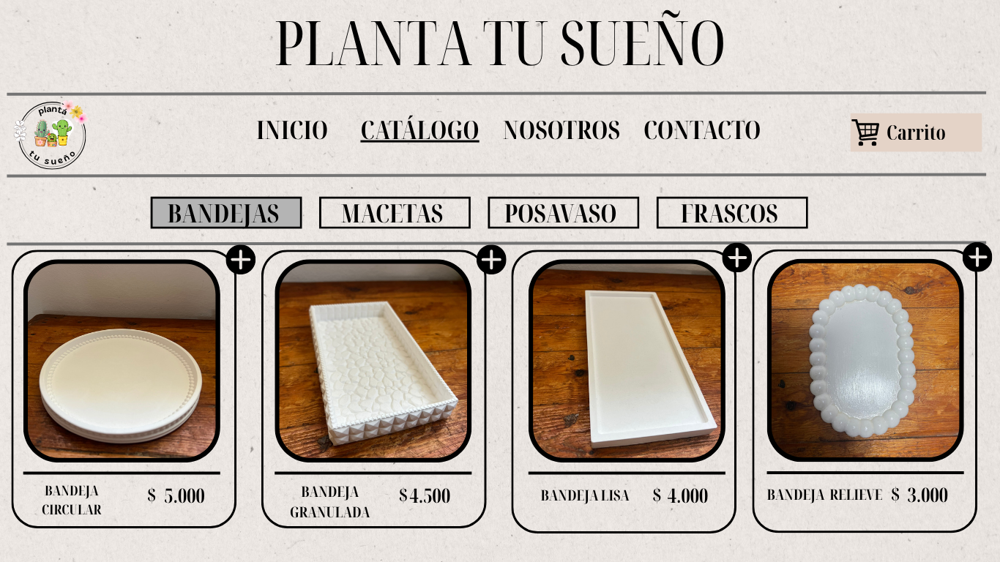 PLANTA TU SUEÑO
plantá
tu sueño
INICIO CATÁLOGO NOSOTROS CONTACTO
Carrito
BANDEJAS MACETAS POSAVASO FRASCOS
BANDEJA
CIRCULAR
$ 5.000
BANDEJA
GRANULADA
$4.500
BANDEJA LISA $ 4.000
BANDEJA RELIEVE $ 3.000